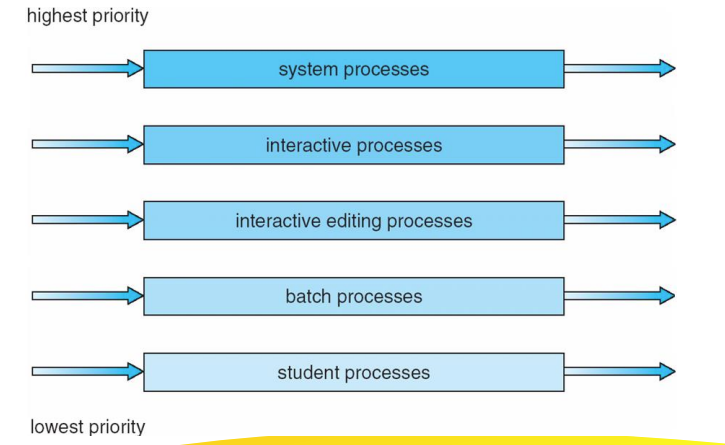 highest priority
system processes
interactive processes
interactive editing processes
batch processes
student processes
lowest priority